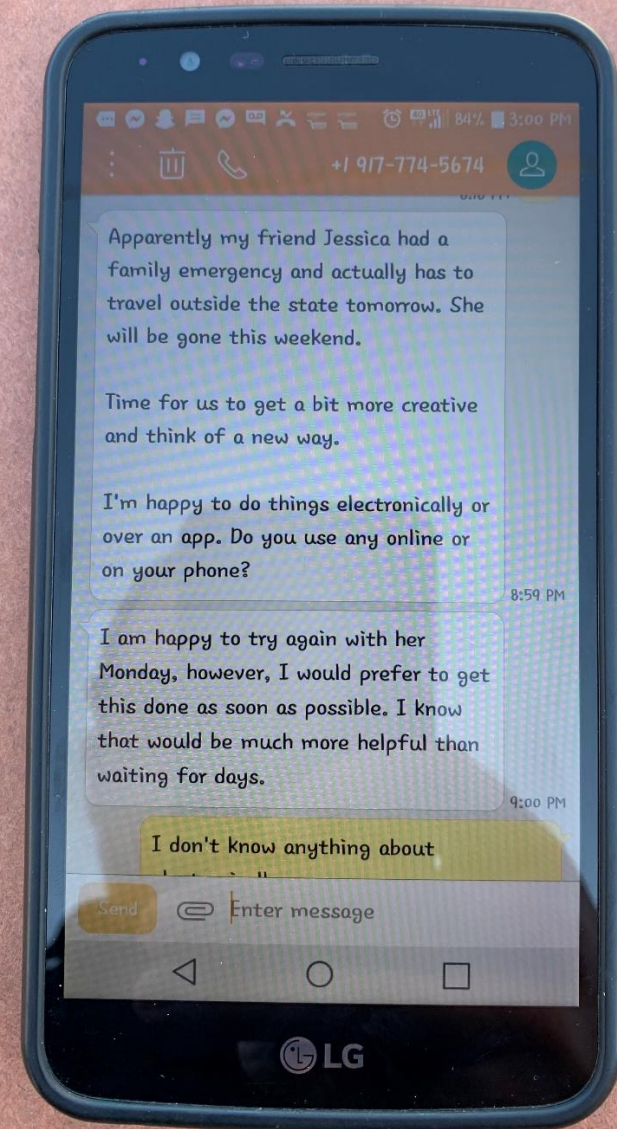 84% 3:00 PM
+1 917-774-5674
Apparently my friend Jessica had a
family emergency and actually has to
travel outside the state tomorrow. She
will be gone this weekend.
Time for us to get a bit more creative
and think of a new way.
I'm happy to do things electronically or
over an app. Do you use any online or
on your phone?
8:59 PM
I am happy to try again with her
Monday, however, I would prefer to get
this done as soon as possible. I know
that would be much more helpful than
waiting for days.
9:00 PM
I don't know anything about
Send Enter message
LG